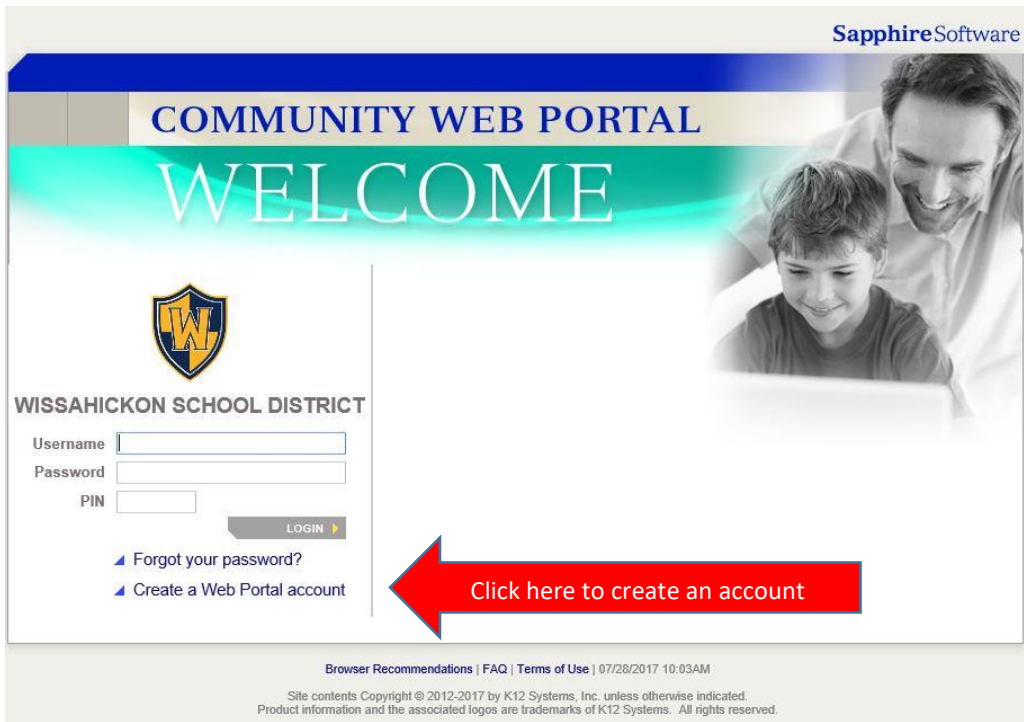 SapphireSoftware
COMMUNITY WEB PORTAL
WELCOME
W
WISSAHICKON SCHOOL DISTRICT
Username
Password
PIN
LOGIN
Forgot your password?
Create a Web Portal account
Click here to create an account
Browser Recommendations | FAQ | Terms of Use | 07/28/2017 10:03AM
Site contents Copyright © 2012-2017 by K12 Systems, Inc. unless otherwise indicated.
Product information and the associated logos are trademarks of K12 Systems. All rights reserved.